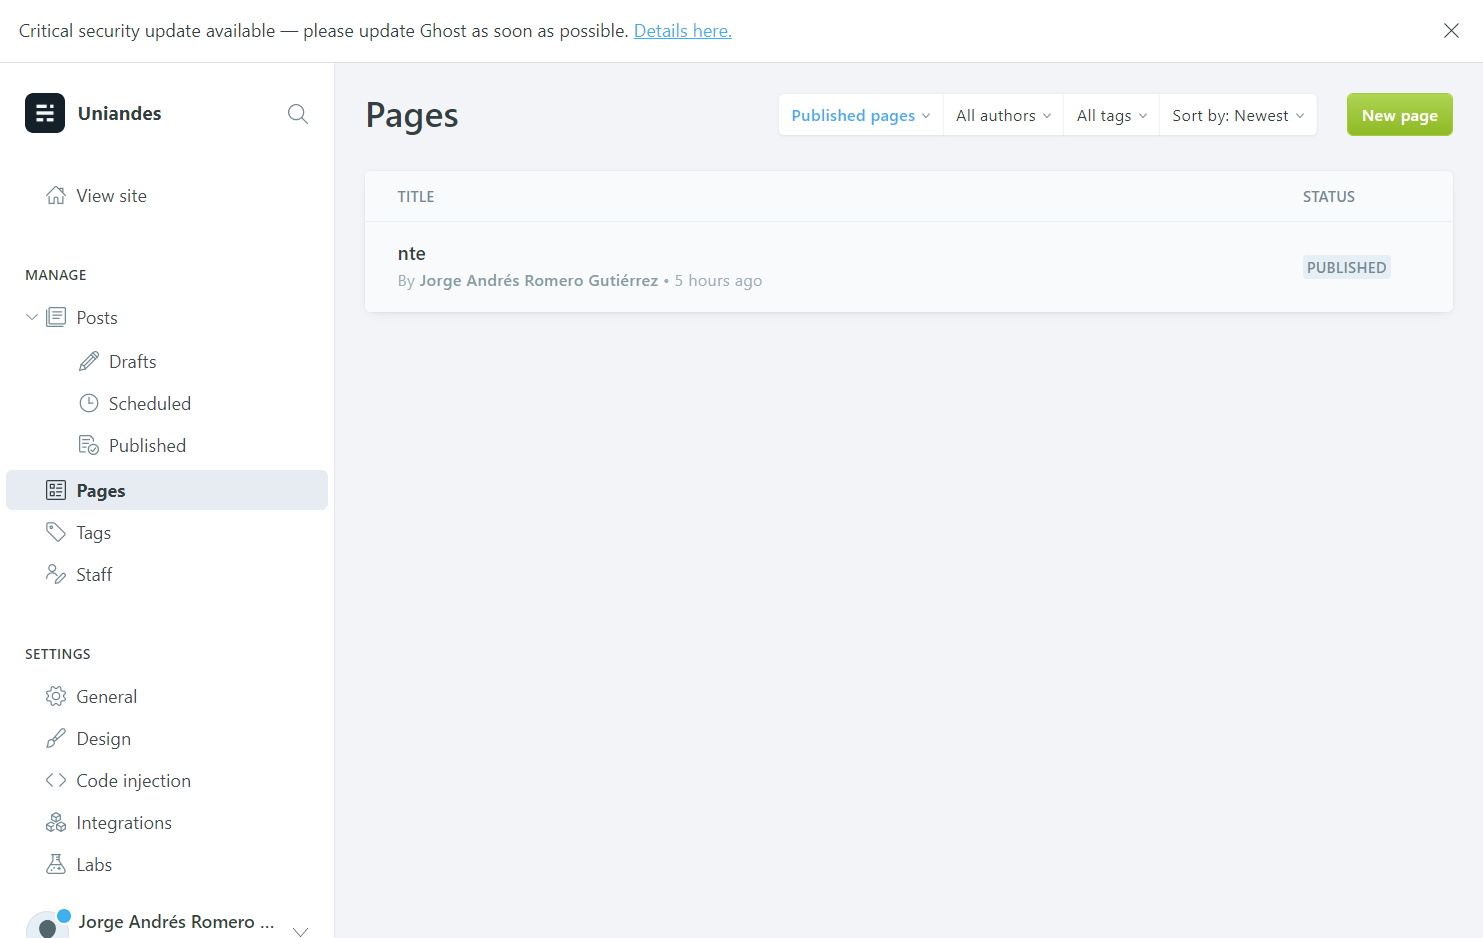 Critical security update available — please update Ghost as soon as possible. Details here.
Uniandes
View site
MANAGE
Posts
Drafts
Scheduled
Published
Pages
Tags
Staff
SETTINGS
General
Design
Code injection
Integrations
Labs
Jorge Andrés Romero ...
Pages
Published pages
All authors
All tags
Sort by: Newest
New page
TITLE
STATUS
nte
By Jorge Andrés Romero Gutiérrez • 5 hours ago
PUBLISHED